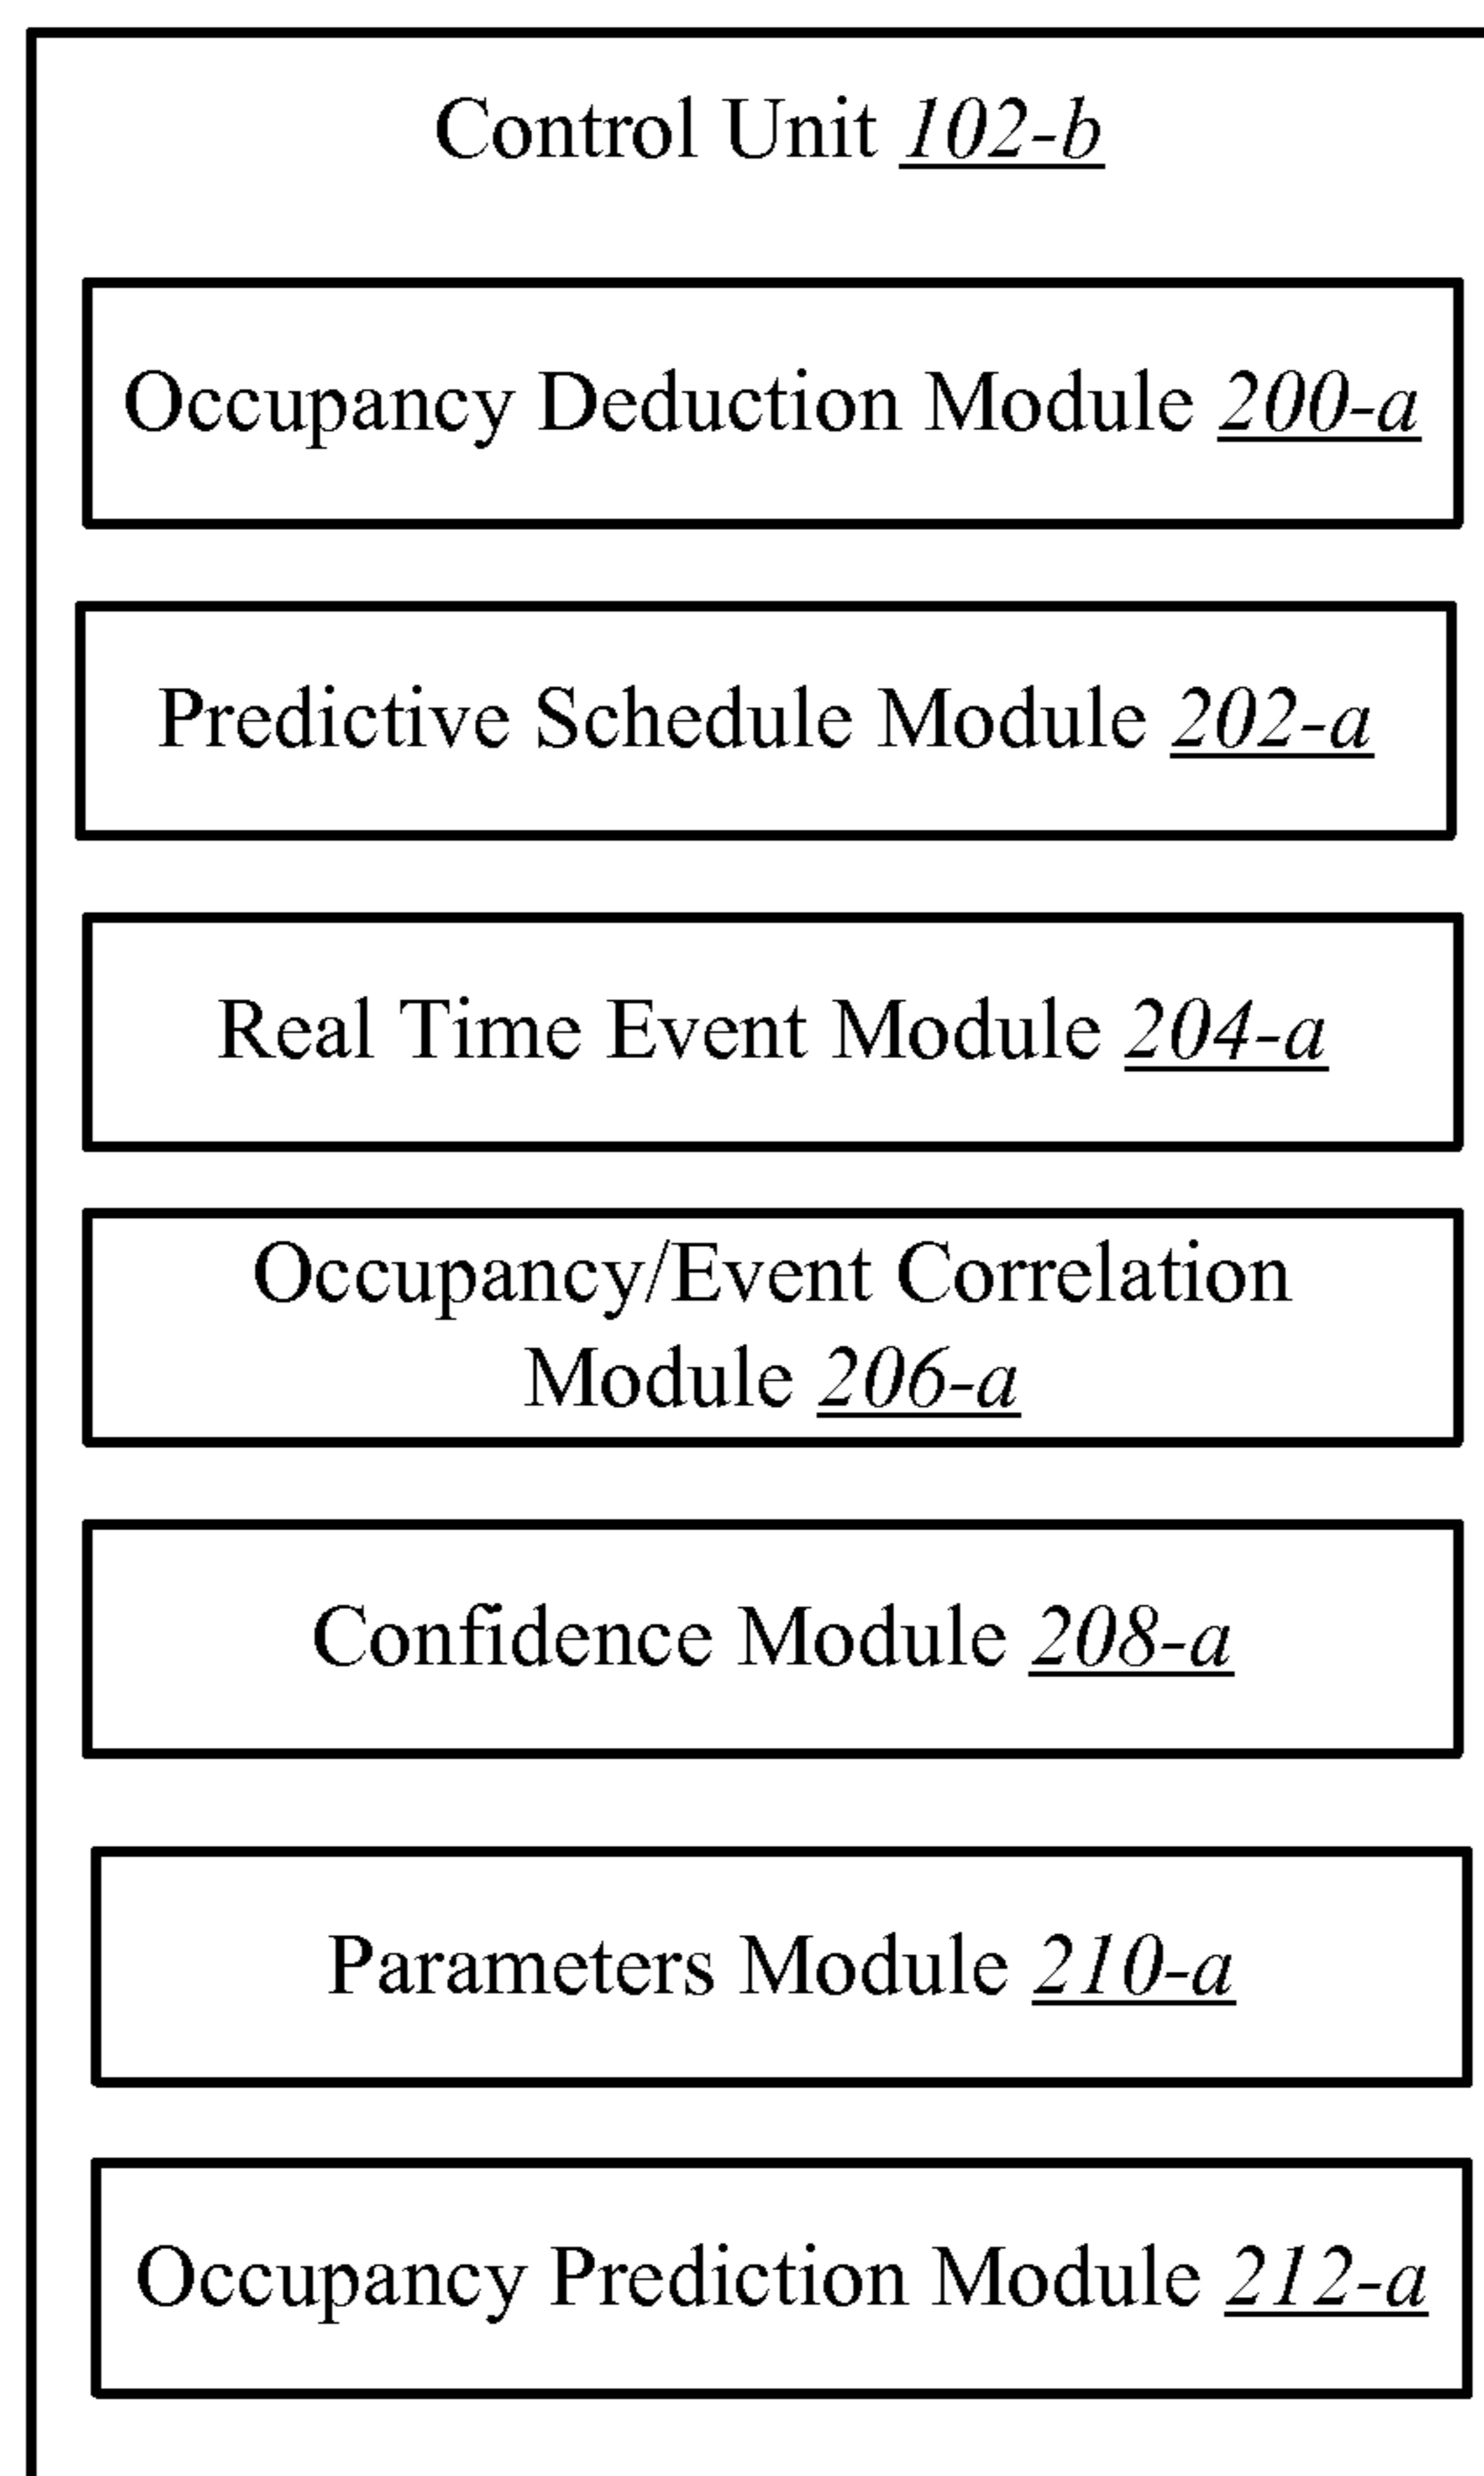 Control Unit 102-b
Occupancy Deduction Module 200-a
Predictive Schedule Module 202-a
Real Time Event Module 204-a
Occupancy/Event Correlation
Module 206-a
Confidence Module 208-a
Parameters Module 210-a
Occupancy Prediction Module 212-a